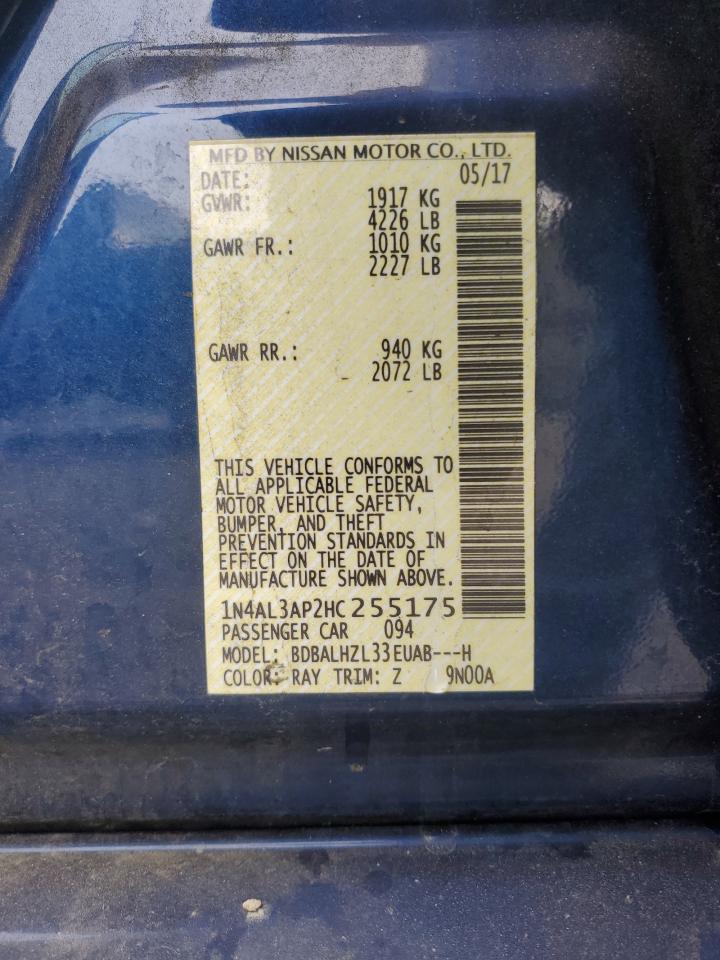 MFD BY NISSAN MOTOR CO., LTD.
DATE: 05/17
GVWR: 1917 KG
4226 LB
GAWR FR.: 1010 KG
2227 LB
GAWR RR.: 940 KG
2072 LB
THIS VEHICLE CONFORMS TO
ALL APPLICABLE FEDERAL
MOTOR VEHICLE SAFETY,
BUMPER, AND THEFT
PREVENTION STANDARDS IN
EFFECT ON THE DATE OF
MANUFACTURE SHOWN ABOVE.
1N4AL3AP2HC255175
PASSENGER CAR 094
MODEL: BDBALHZL33EUAB---H
COLOR: RAY TRIM: Z 9N00A